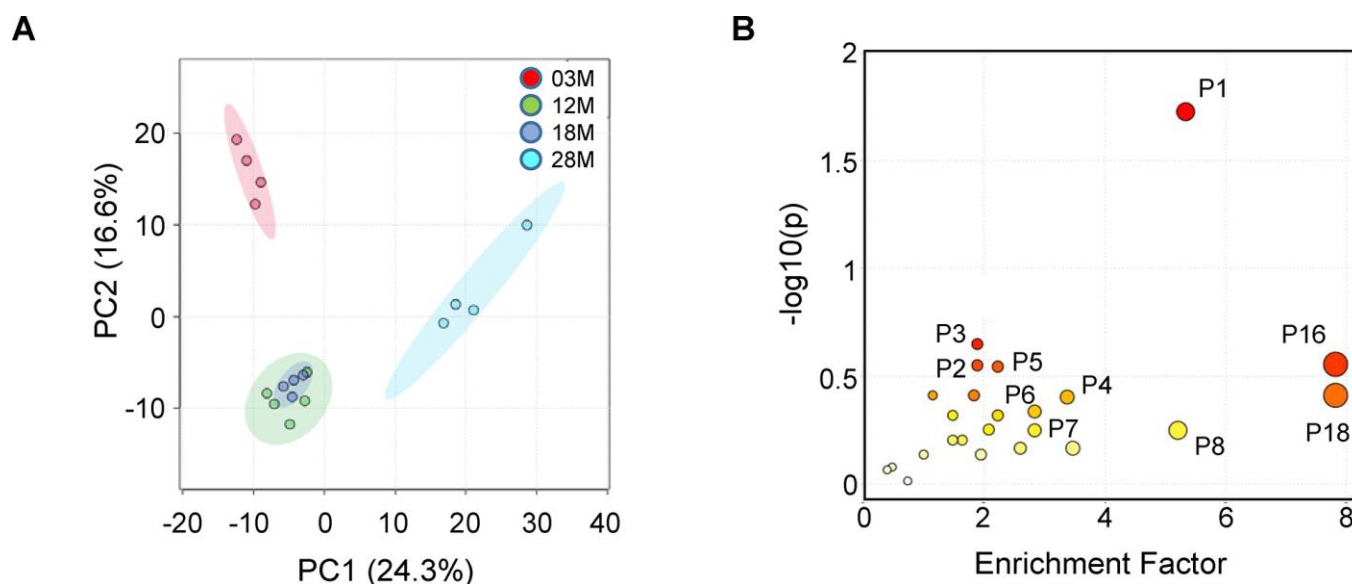 A
PC2 (16.6%)
20
10
0
-10
-20
-10
0
10
20
30
40
PC1 (24.3%)
03M
12M
18M
28M
B
-log10(p)
2
1.5
1
0.5
0
0
2
4
6
8
Enrichment Factor
P1
P3
P2
P5
P6
P4
P7
P8
P16
P18